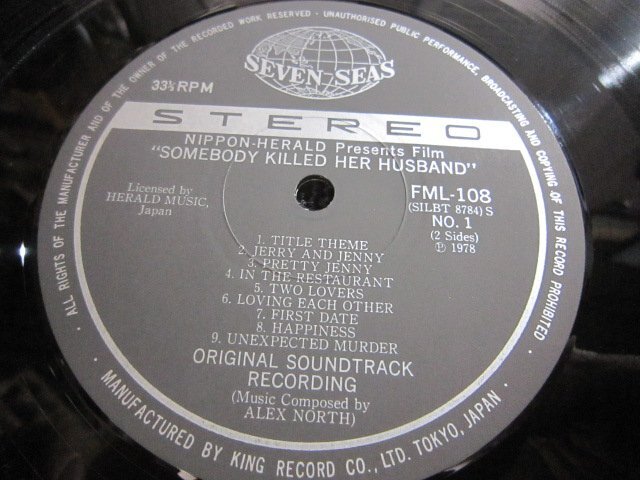 ALL RIGHTS OF THE MANUFACTURER AND OF THE OWNER OF THE RECORDED WORK RESERVED · UNAUTHORISED PUBLIC PERFORMANCE, BROADCASTING AND COPYING OF THIS RECORD PROHIBITED ·
SEVEN SEAS
33⅓ RPM
STEREO
NIPPON-HERALD Presents Film
"SOMEBODY KILLED HER HUSBAND"
Licensed by
HERALD MUSIC,
Japan
FML-108
(SILBT 8784) S
NO. 1
(2 Sides)
℗ 1978
1. TITLE THEME
2. JERRY AND JENNY
3. PRETTY JENNY
4. IN THE RESTAURANT
5. TWO LOVERS
6. LOVING EACH OTHER
7. FIRST DATE
8. HAPPINESS
9. UNEXPECTED MURDER
ORIGINAL SOUNDTRACK
RECORDING
(Music Composed by
ALEX NORTH)
· MANUFACTURED BY KING RECORD CO., LTD. TOKYO, JAPAN ·